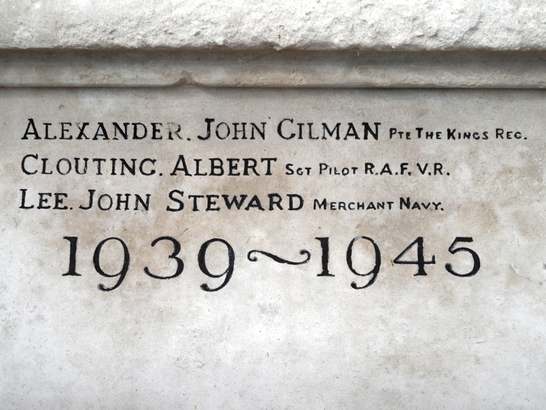 ALEXANDER. JOHN GILMAN PTE THE KINGS REG.
CLOUTING. ALBERT SGT PILOT R.A.F. V.R.
LEE. JOHN STEWARD MERCHANT NAVY.
1939~1945